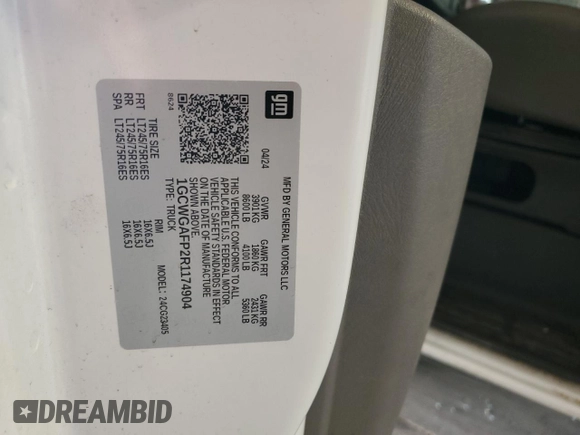 gm
MFD BY GENERAL MOTORS LLC
04/24 GVWR GAWR FRT GAWR RR
3901 KG 1860 KG 2431 KG
8600 LB 4100 LB 5360 LB
THIS VEHICLE CONFORMS TO ALL
APPLICABLE U.S. FEDERAL MOTOR
VEHICLE SAFETY STANDARDS IN EFFECT
ON THE DATE OF MANUFACTURE
SHOWN ABOVE.
1GCWGAFP2R1174904
TYPE: TRUCK
8624 MODEL: 24CG23405
TIRE SIZE RIM
FRT LT245/75R16ES 16X6.5J
RR LT245/75R16ES 16X6.5J
SPA LT245/75R16ES 16X6.5J
DREAMBID